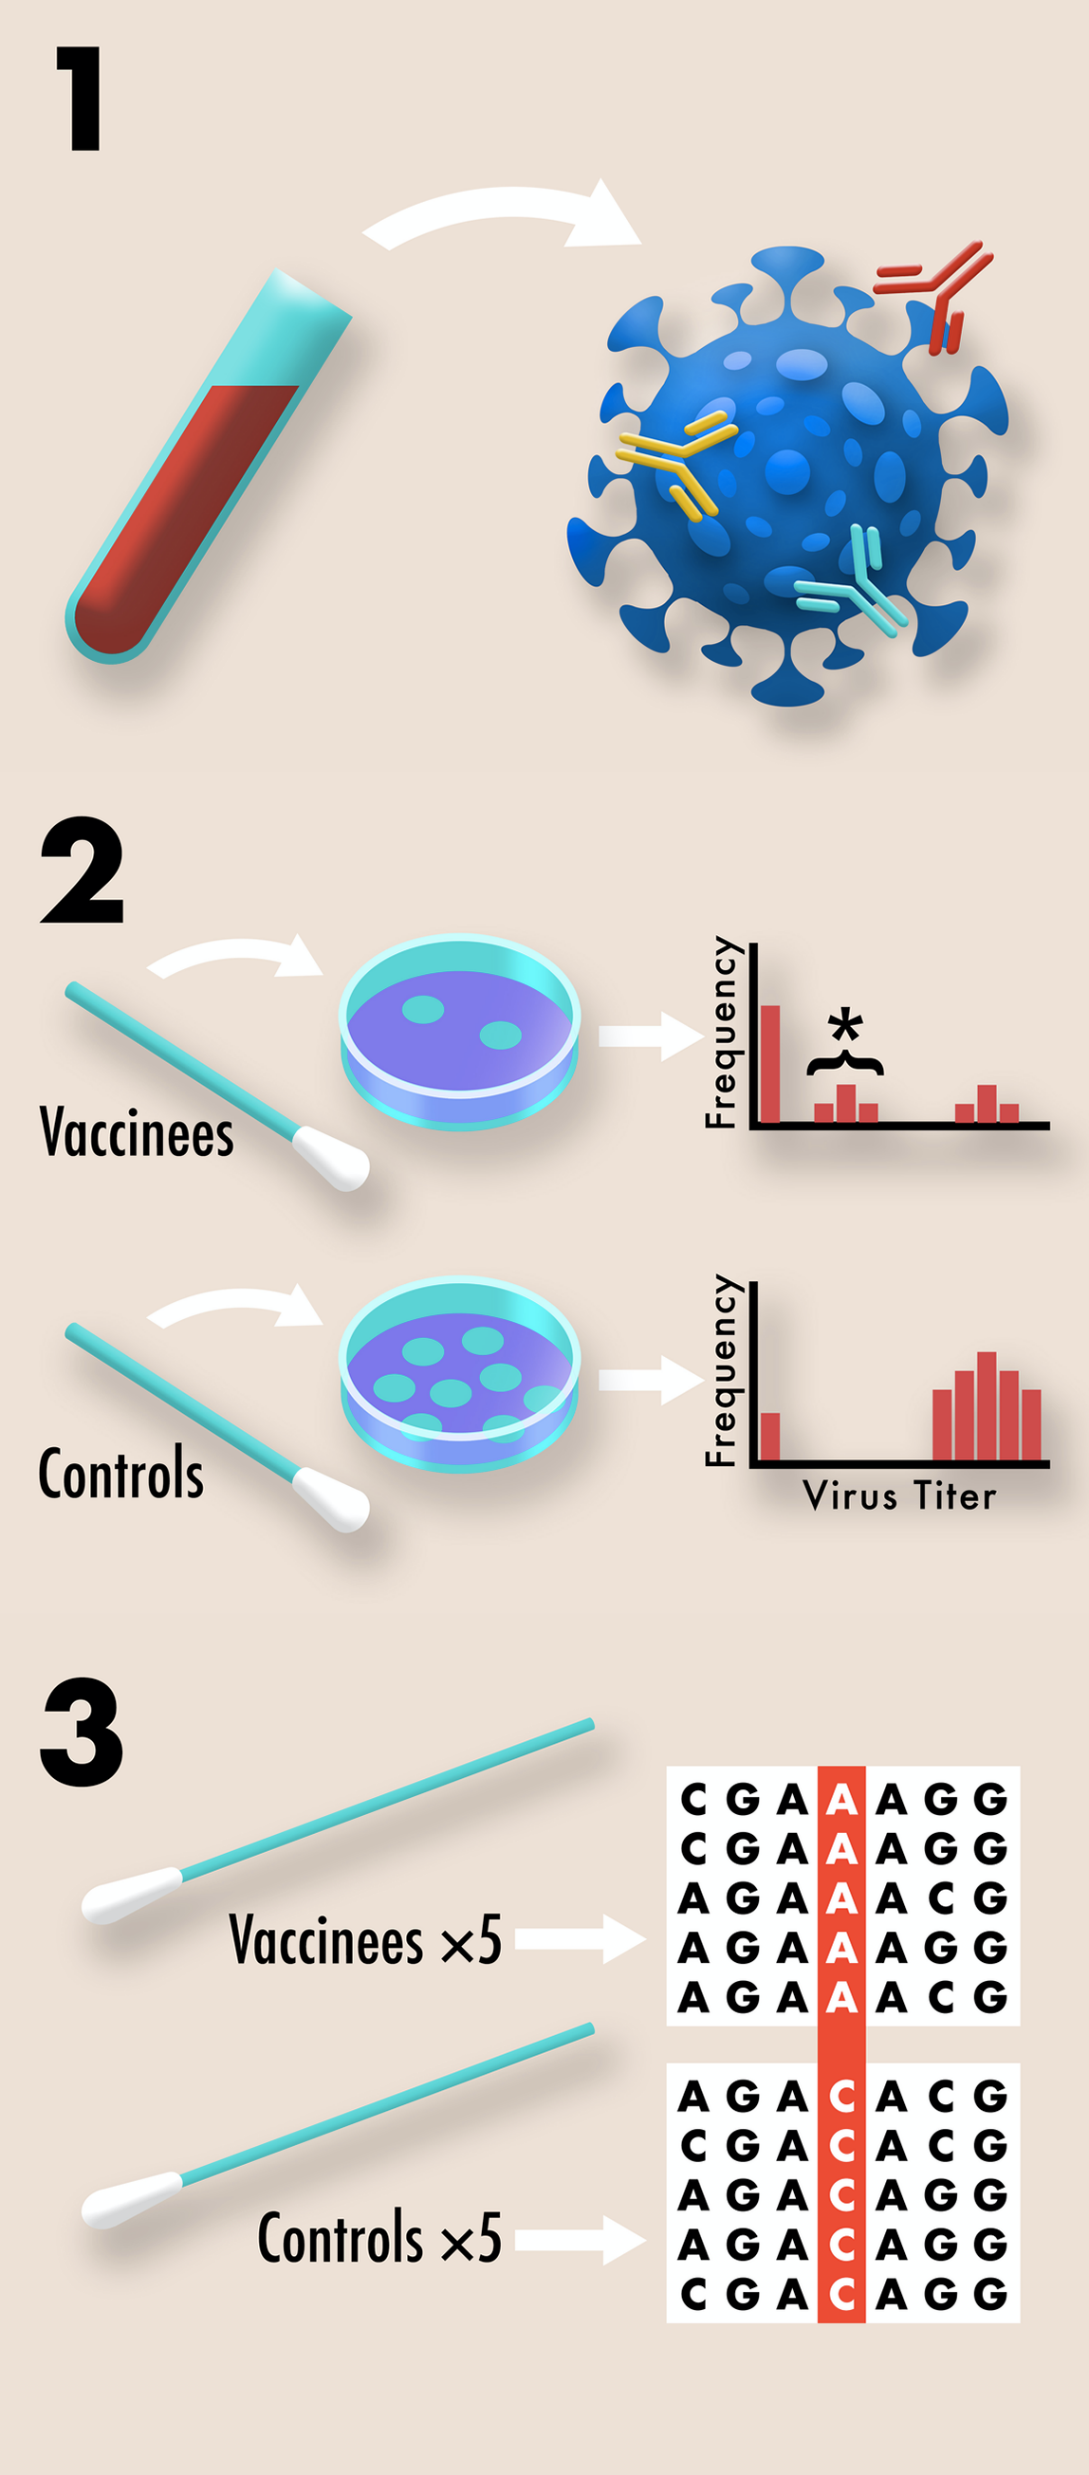 1
2
Vaccinees
Frequency
*
Controls
Frequency
Virus Titer
3
Vaccinees ×5
C G A A A G G
C G A A A G G
A G A A A C G
A G A A A G G
A G A A A C G
Controls ×5
A G A C A C G
C G A C A C G
A G A C A G G
A G A C A G G
C G A C A G G